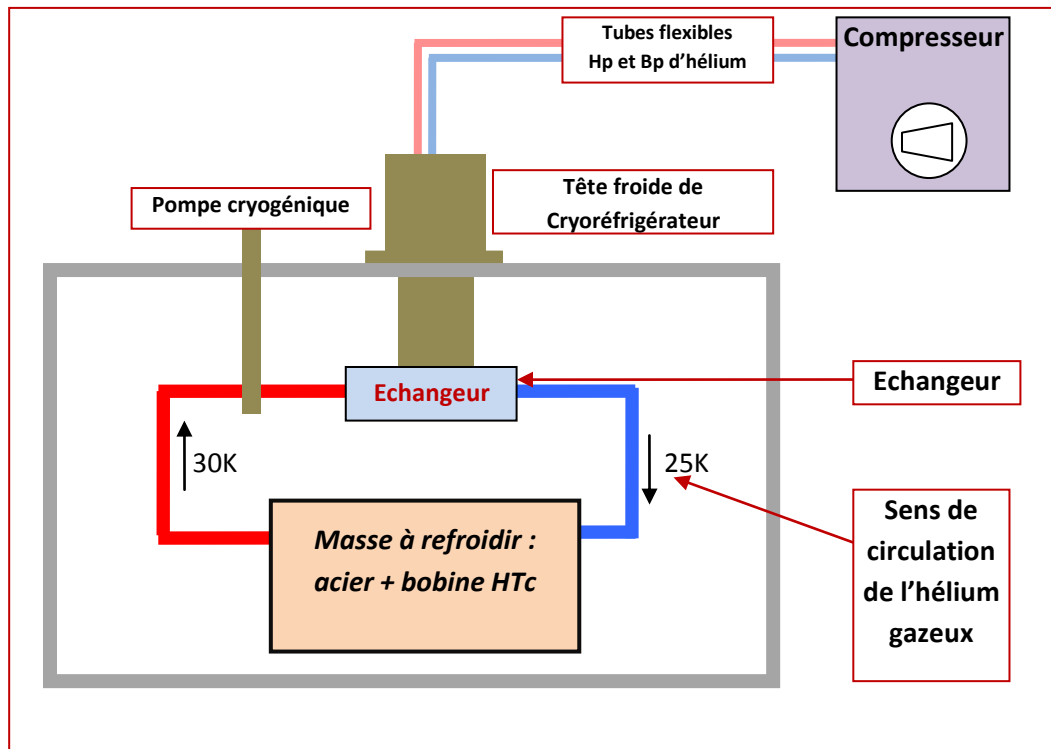 Tubes flexibles
Hp et Bp d’hélium
Compresseur
Pompe cryogénique
Tête froide de
Cryoréfrigérateur
Echangeur
Echangeur
30K
25K
Masse à refroidir :
acier + bobine HTc
Sens de
circulation
de l’hélium
gazeux